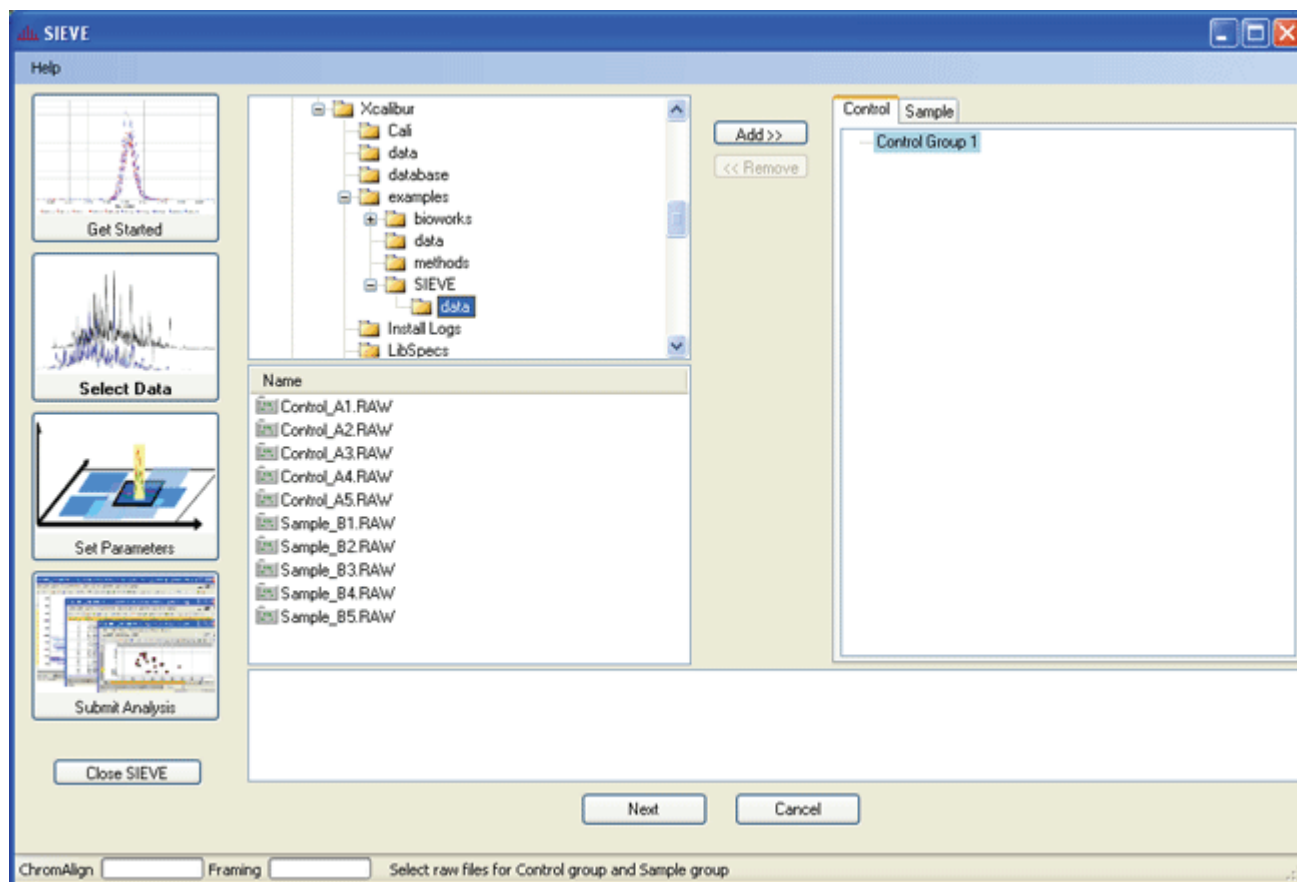 SIEVE
Help
Get Started
Select Data
Set Parameters
Submit Analysis
Close SIEVE
Xcalibur
Cali
data
database
examples
bioworks
data
methods
SIEVE
data
Install Logs
LibSpecs
Name
Control_A1.RAW
Control_A2.RAW
Control_A3.RAW
Control_A4.RAW
Control_A5.RAW
Sample_B1.RAW
Sample_B2.RAW
Sample_B3.RAW
Sample_B4.RAW
Sample_B5.RAW
Add >>
<< Remove
Control Sample
Control Group 1
Next Cancel
ChromAlign Framing Select raw files for Control group and Sample group